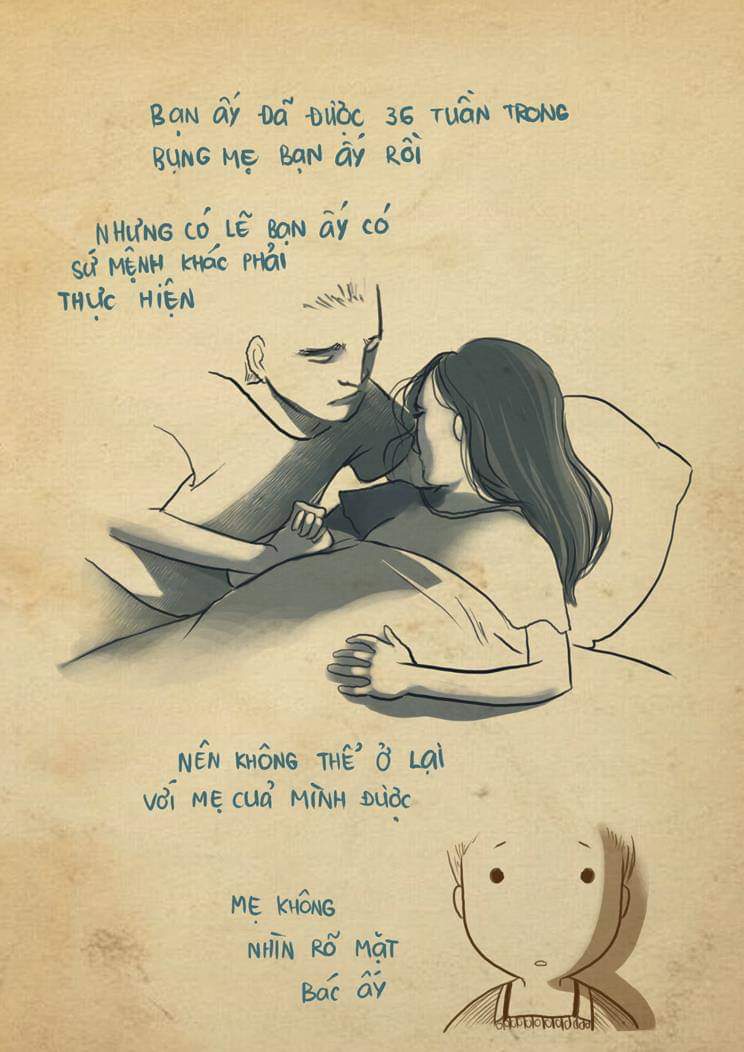 BẠN ẤY ĐÃ ĐƯỢC 36 TUẦN TRONG
BỤNG MẸ BẠN ẤY RỒI
NHƯNG CÓ LẼ BẠN ẤY CÓ
SỨ MỆNH KHÁC PHẢI
THỰC HIỆN
NÊN KHÔNG THỂ Ở LẠI
VỚI MẸ CỦA MÌNH ĐƯỢC
MẸ KHÔNG
NHÌN RÕ MẶT
BÁC ẤY